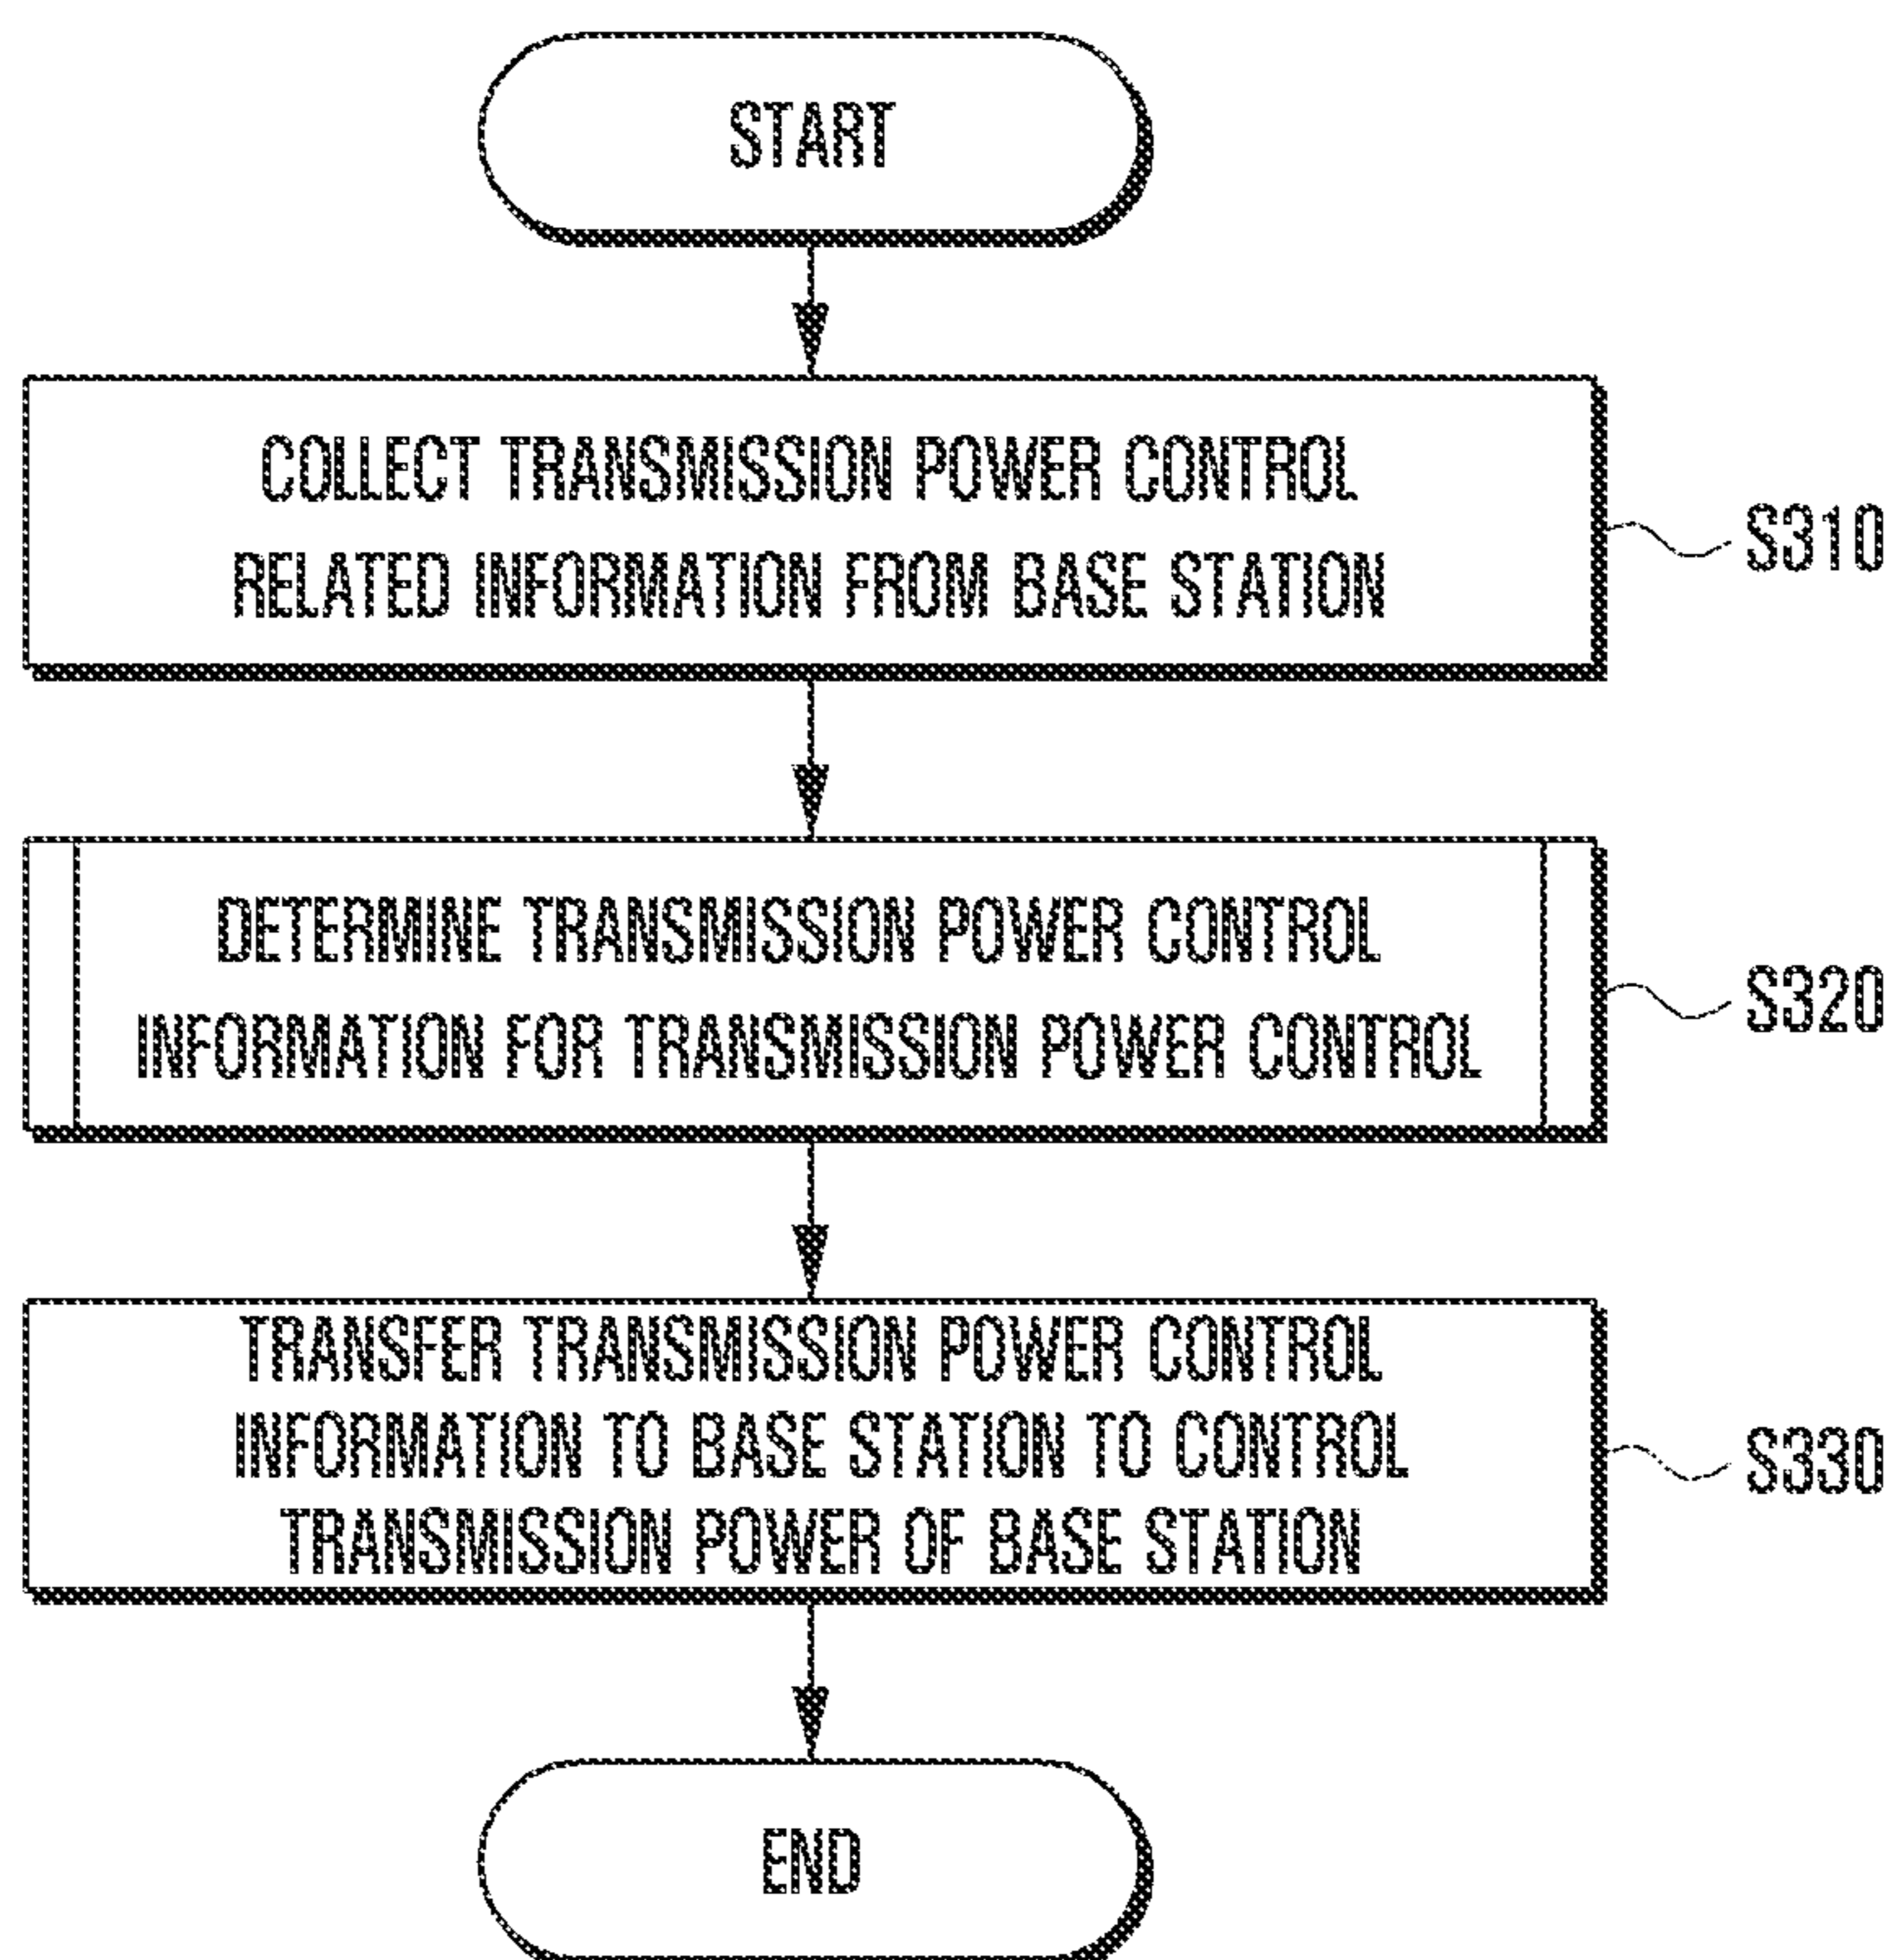 START
COLLECT TRANSMISSION POWER CONTROL
RELATED INFORMATION FROM BASE STATION
S310
DETERMINE TRANSMISSION POWER CONTROL
INFORMATION FOR TRANSMISSION POWER CONTROL
S320
TRANSFER TRANSMISSION POWER CONTROL
INFORMATION TO BASE STATION TO CONTROL
TRANSMISSION POWER OF BASE STATION
S330
END